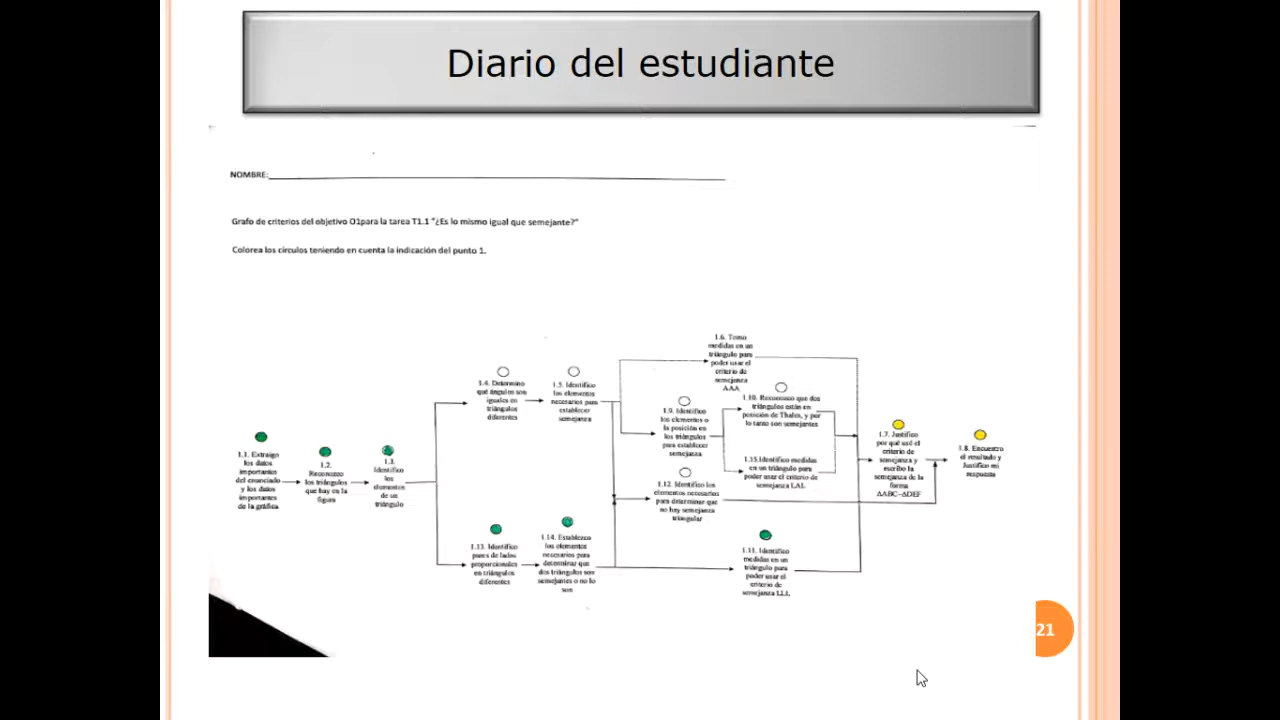 Diario del estudiante
NOMBRE:
Grafo de criterios del objetivo O1para la tarea T1.1 "¿Es lo mismo igual que semejante?"
Colorea los círculos teniendo en cuenta la indicación del punto 1.
1.1. Extraigo
los datos
importantes
del enunciado
y los datos
importantes
de la gráfica
1.2.
Reconozco
los triángulos
que hay en la
figura
1.3.
Identifico
los
elementos
de un
triángulo
1.4. Determino
qué ángulos son
iguales en
triángulos
diferentes
1.5. Identifico
los elementos
necesarios para
establecer
semejanza
1.6. Tomo
medidas en un
triángulo para
poder usar el
criterio de
semejanza
AAA
1.9. Identifico
los elementos o
la posición en
los triángulos
para establecer
semejanza
1.10. Reconozco que dos
triángulos están en
posición de Thales, y por
lo tanto son semejantes
1.15.Identifico medidas
en un triángulo para
poder usar el criterio de
semejanza LAL
1.12. Identifico los
elementos necesarios
para determinar que
no hay semejanza
triangular
1.13. Identifico
pares de lados
proporcionales
en triángulos
diferentes
1.14. Establezco
los elementos
necesarios para
determinar que
dos triángulos son
semejantes o no lo
son
1.11. Identifico
medidas en un
triángulo para
poder usar el
criterio de
semejanza LLL
1.7. Justifico
por qué usé el
criterio de
semejanza y
escribo la
semejanza de la
forma
ΔABC~ΔDEF
1.8. Encuentro
el resultado y
Justifico mi
respuesta
21